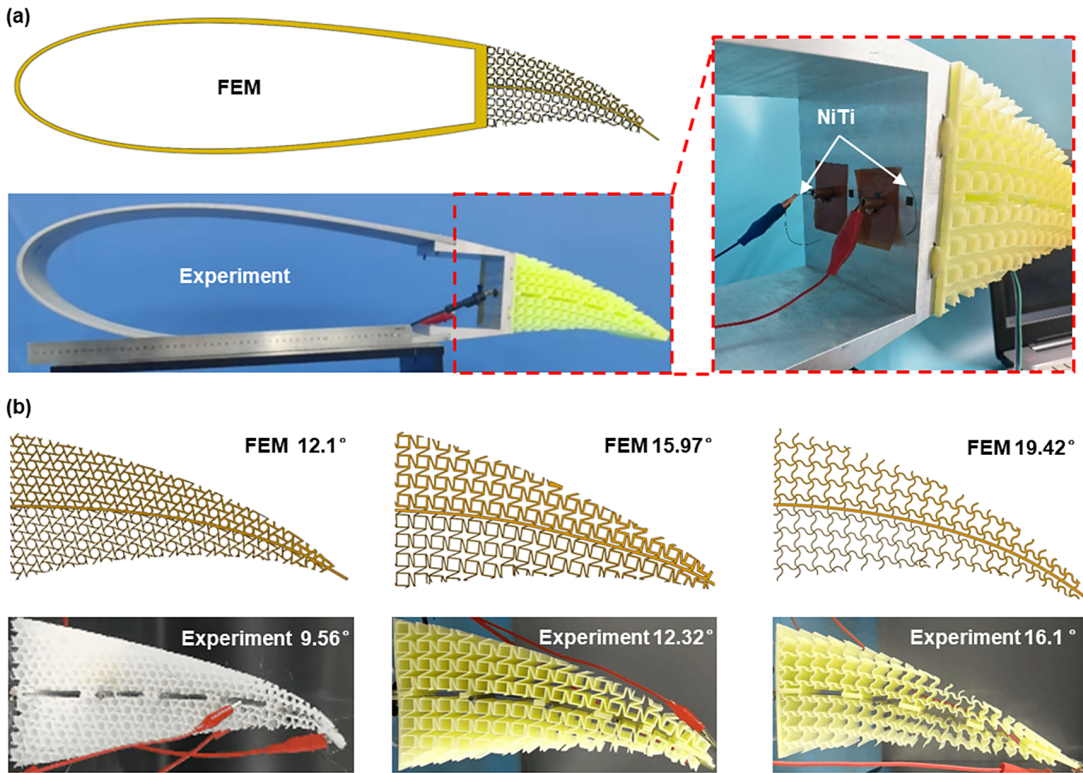 (a)
FEM
NiTi
Experiment
(b)
FEM 12.1°
FEM 15.97°
FEM 19.42°
Experiment 9.56°
Experiment 12.32°
Experiment 16.1°